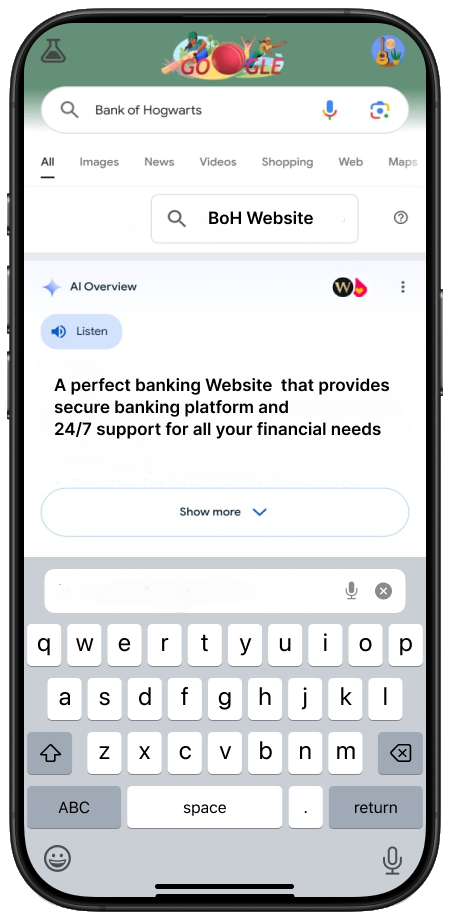 GOOGLE
Bank of Hogwarts
All Images News Videos Shopping Web Maps
BoH Website
AI Overview
W
Listen
A perfect banking Website that provides
secure banking platform and
24/7 support for all your financial needs
Show more
q w e r t y u i o p
a s d f g h j k l
z x c v b n m
ABC space . return